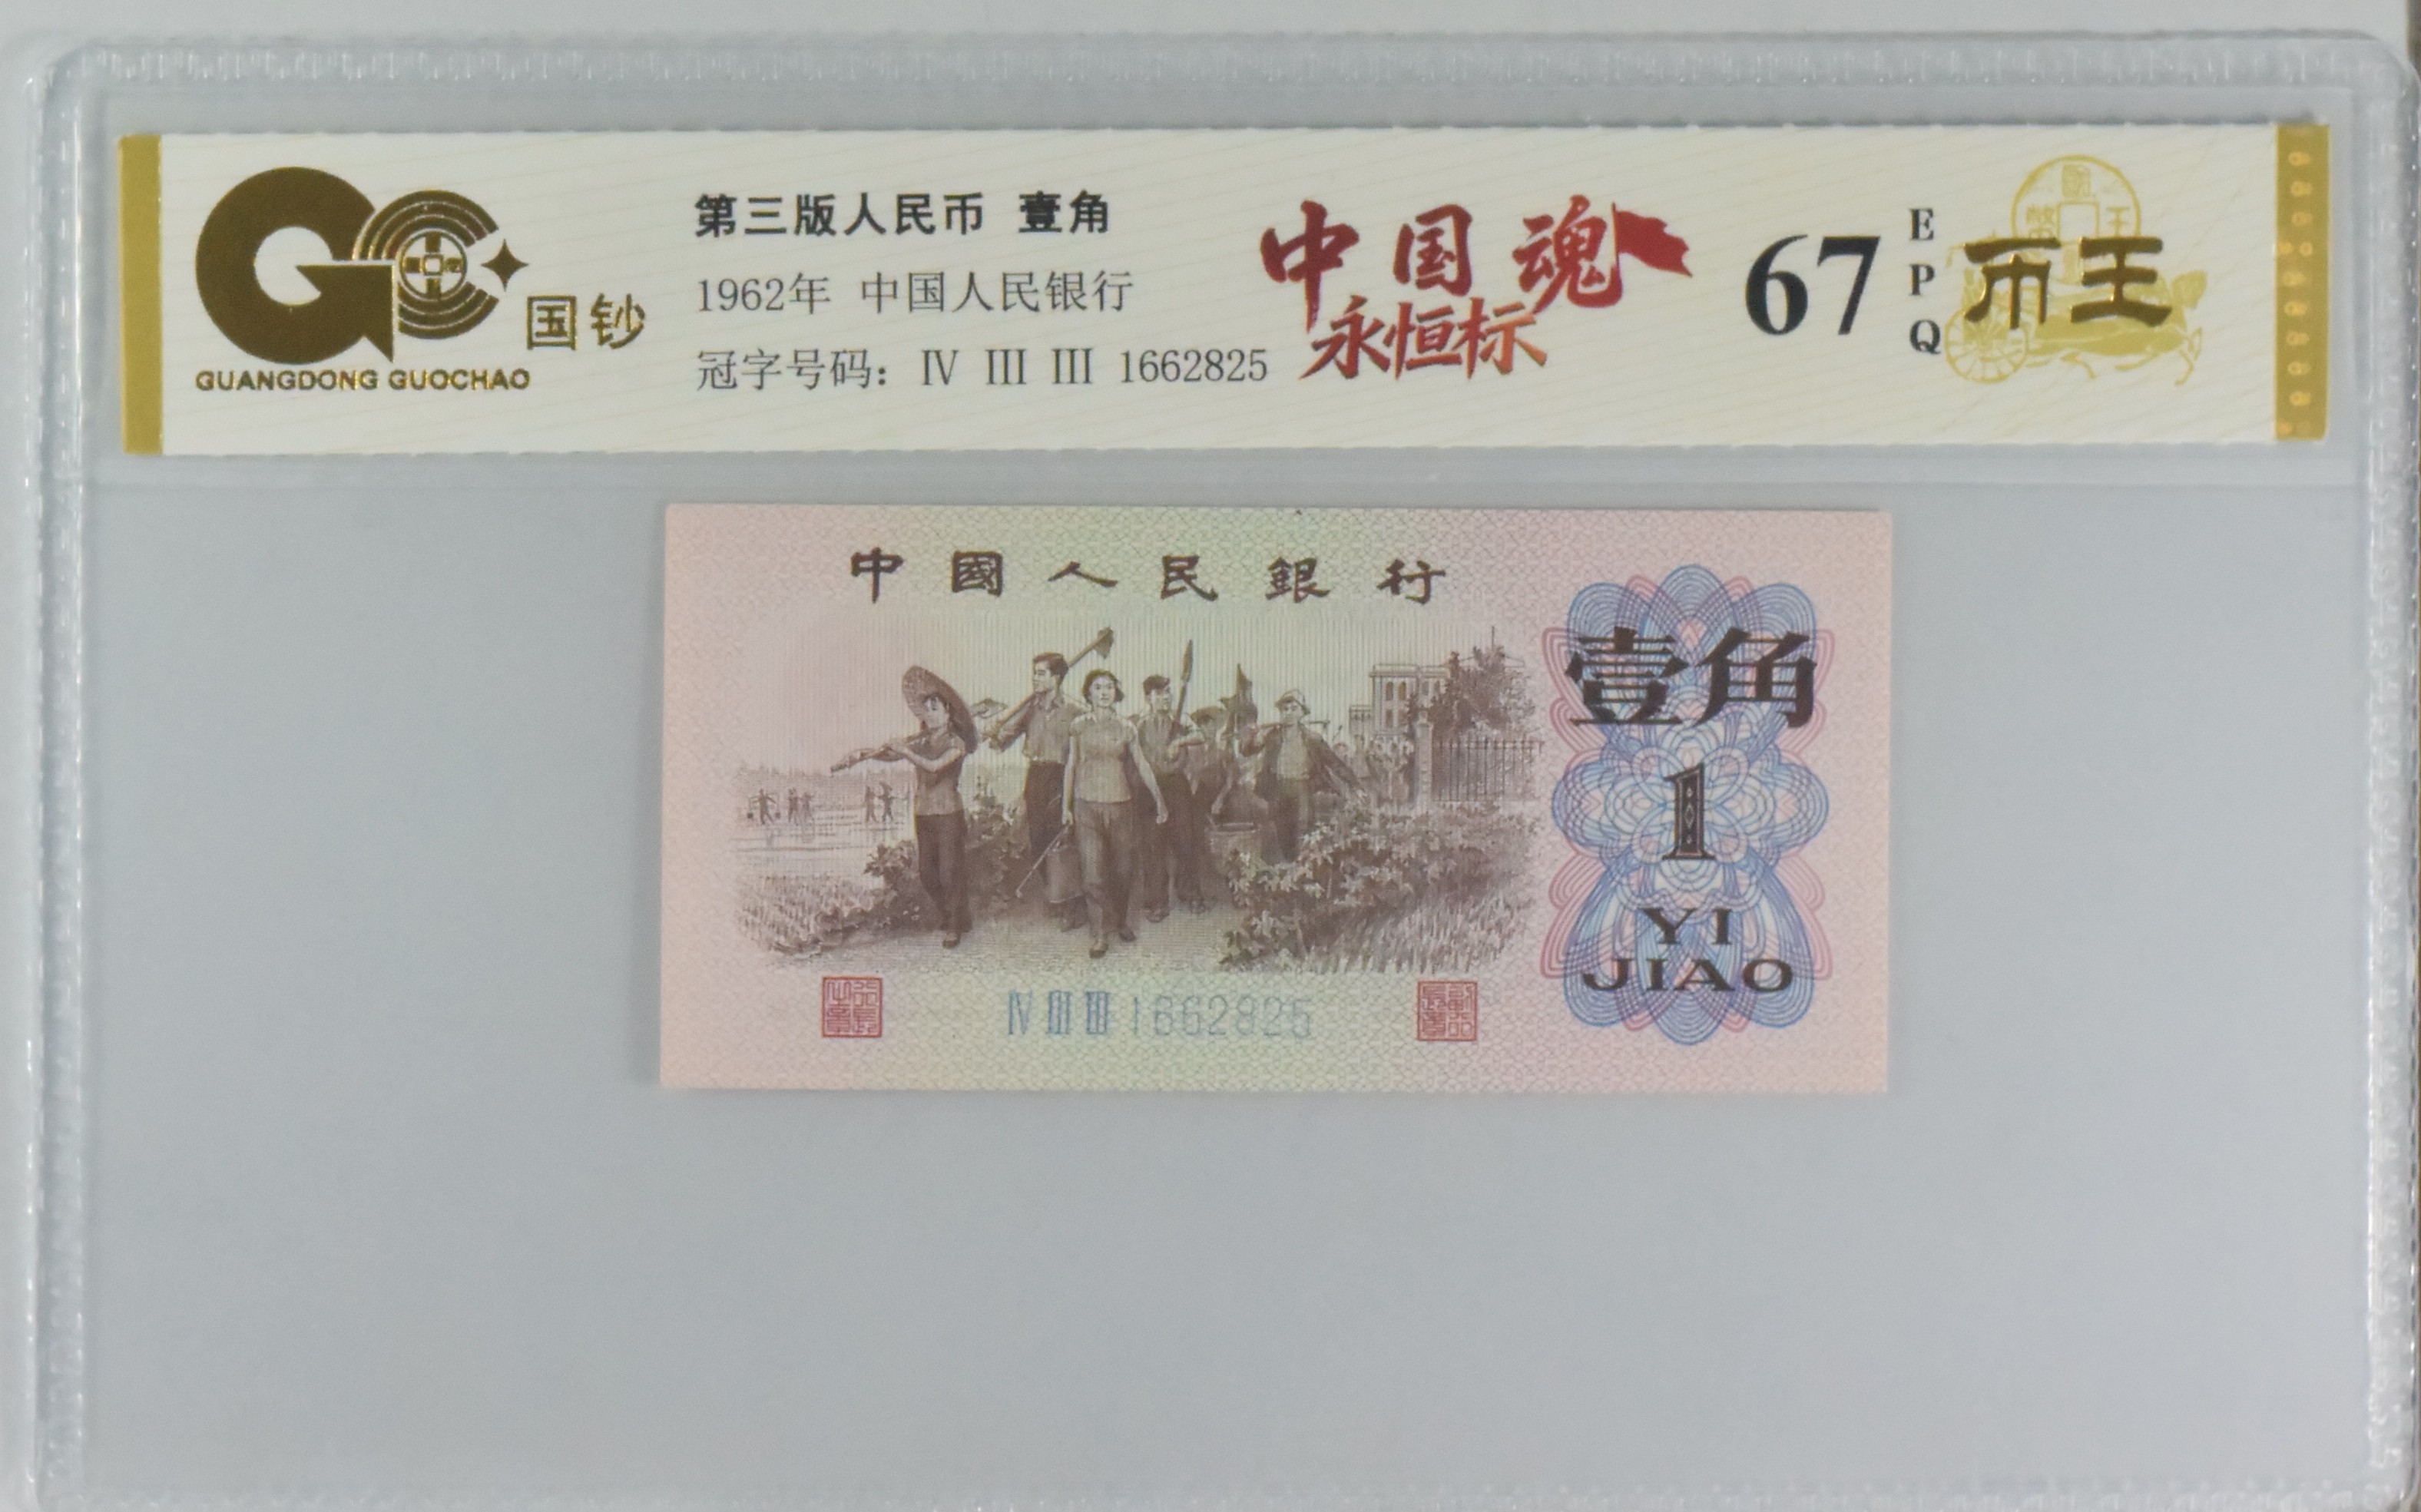 GC
国钞
GUANGDONG GUOCHAO
第三版人民币 壹角
1962年 中国人民银行
冠字号码： Ⅳ Ⅲ Ⅲ 1662825
中国魂
永恒标
67
EPQ
币王
中國人民銀行
壹角
1
YI
JIAO
Ⅳ Ⅲ Ⅲ 1662825